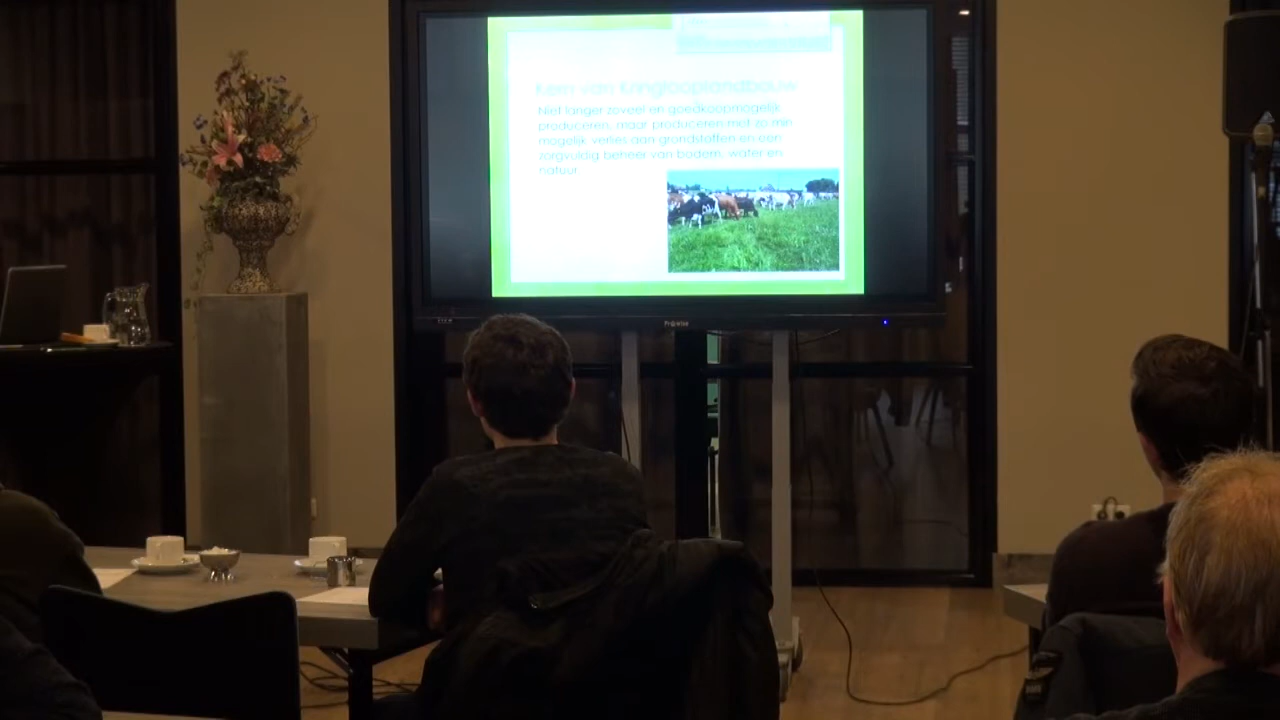 Kern van Kringlooplandbouw
Niet langer zoveel en goedkoopmogelijk
produceren, maar produceren met zo min
mogelijk verlies aan grondstoffen en een
zorgvuldig beheer van bodem, water en
natuur.
Prowise